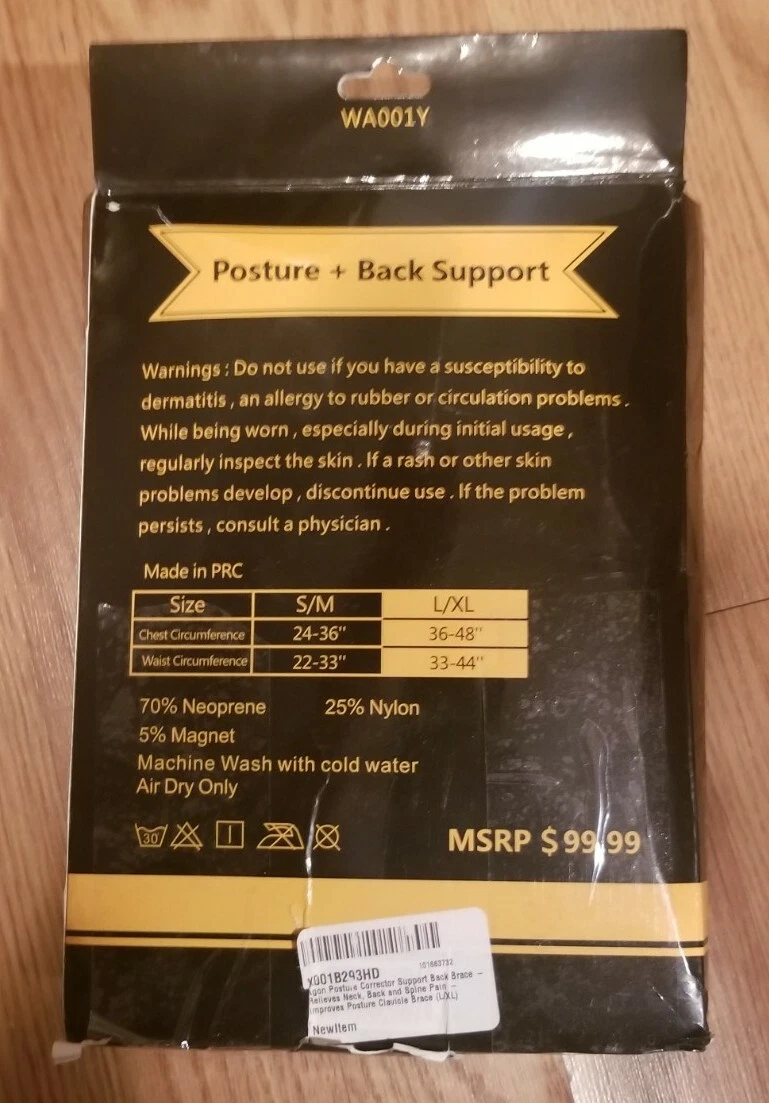 WA001Y
Posture + Back Support
Warnings : Do not use if you have a susceptibility to
dermatitis , an allergy to rubber or circulation problems .
While being worn , especially during initial usage ,
regularly inspect the skin . If a rash or other skin
problems develop , discontinue use . If the problem
persists , consult a physician .
Made in PRC
Size S/M L/XL
Chest Circumference 24-36" 36-48"
Waist Circumference 22-33" 33-44"
70% Neoprene 25% Nylon
5% Magnet
Machine Wash with cold water
Air Dry Only
30
MSRP $ 99.99
X001B293HD 101663732
Agon Posture Corrector Support Back Brace –
Relieves Neck, Back and Spine Pain –
Improves Posture Clavicle Brace (L/XL)
NewItem